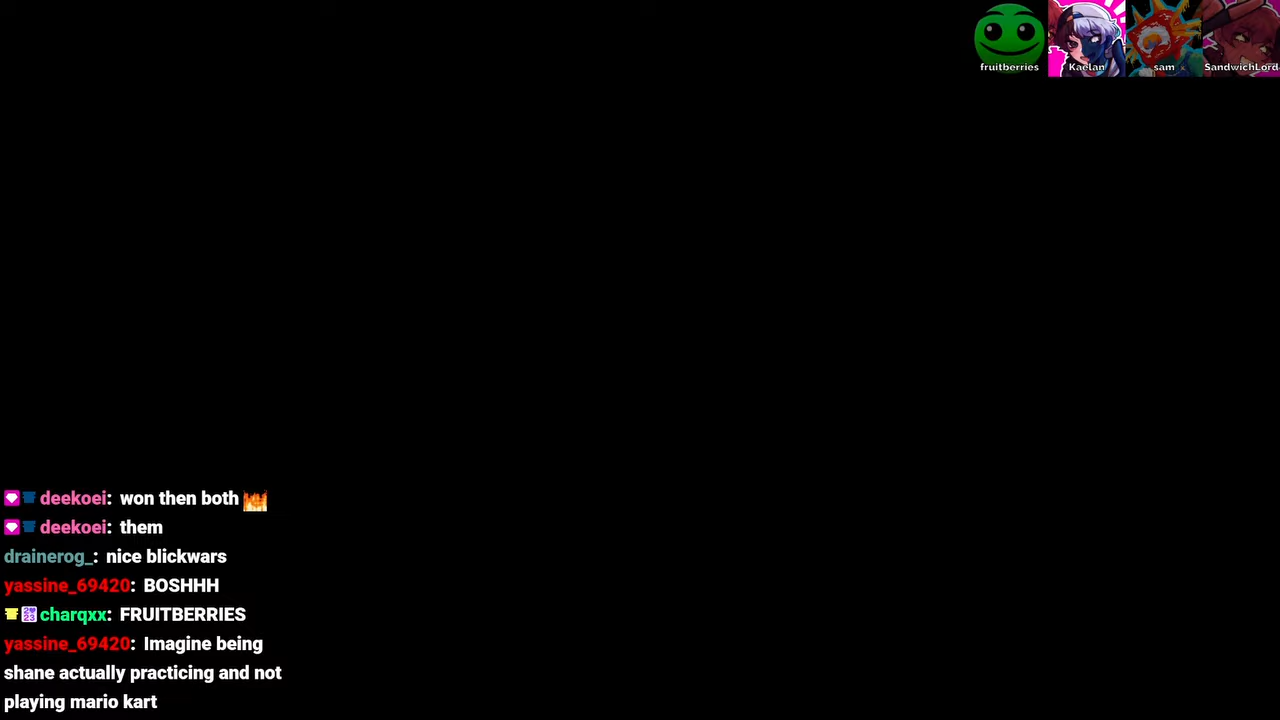 fruitberries
Kaelan
sam
SandwichLord
deekoei: won then both
deekoei: them
drainerog_: nice blickwars
yassine_69420: BOSHHH
charqxx: FRUITBERRIES
yassine_69420: Imagine being
shane actually practicing and not
playing mario kart